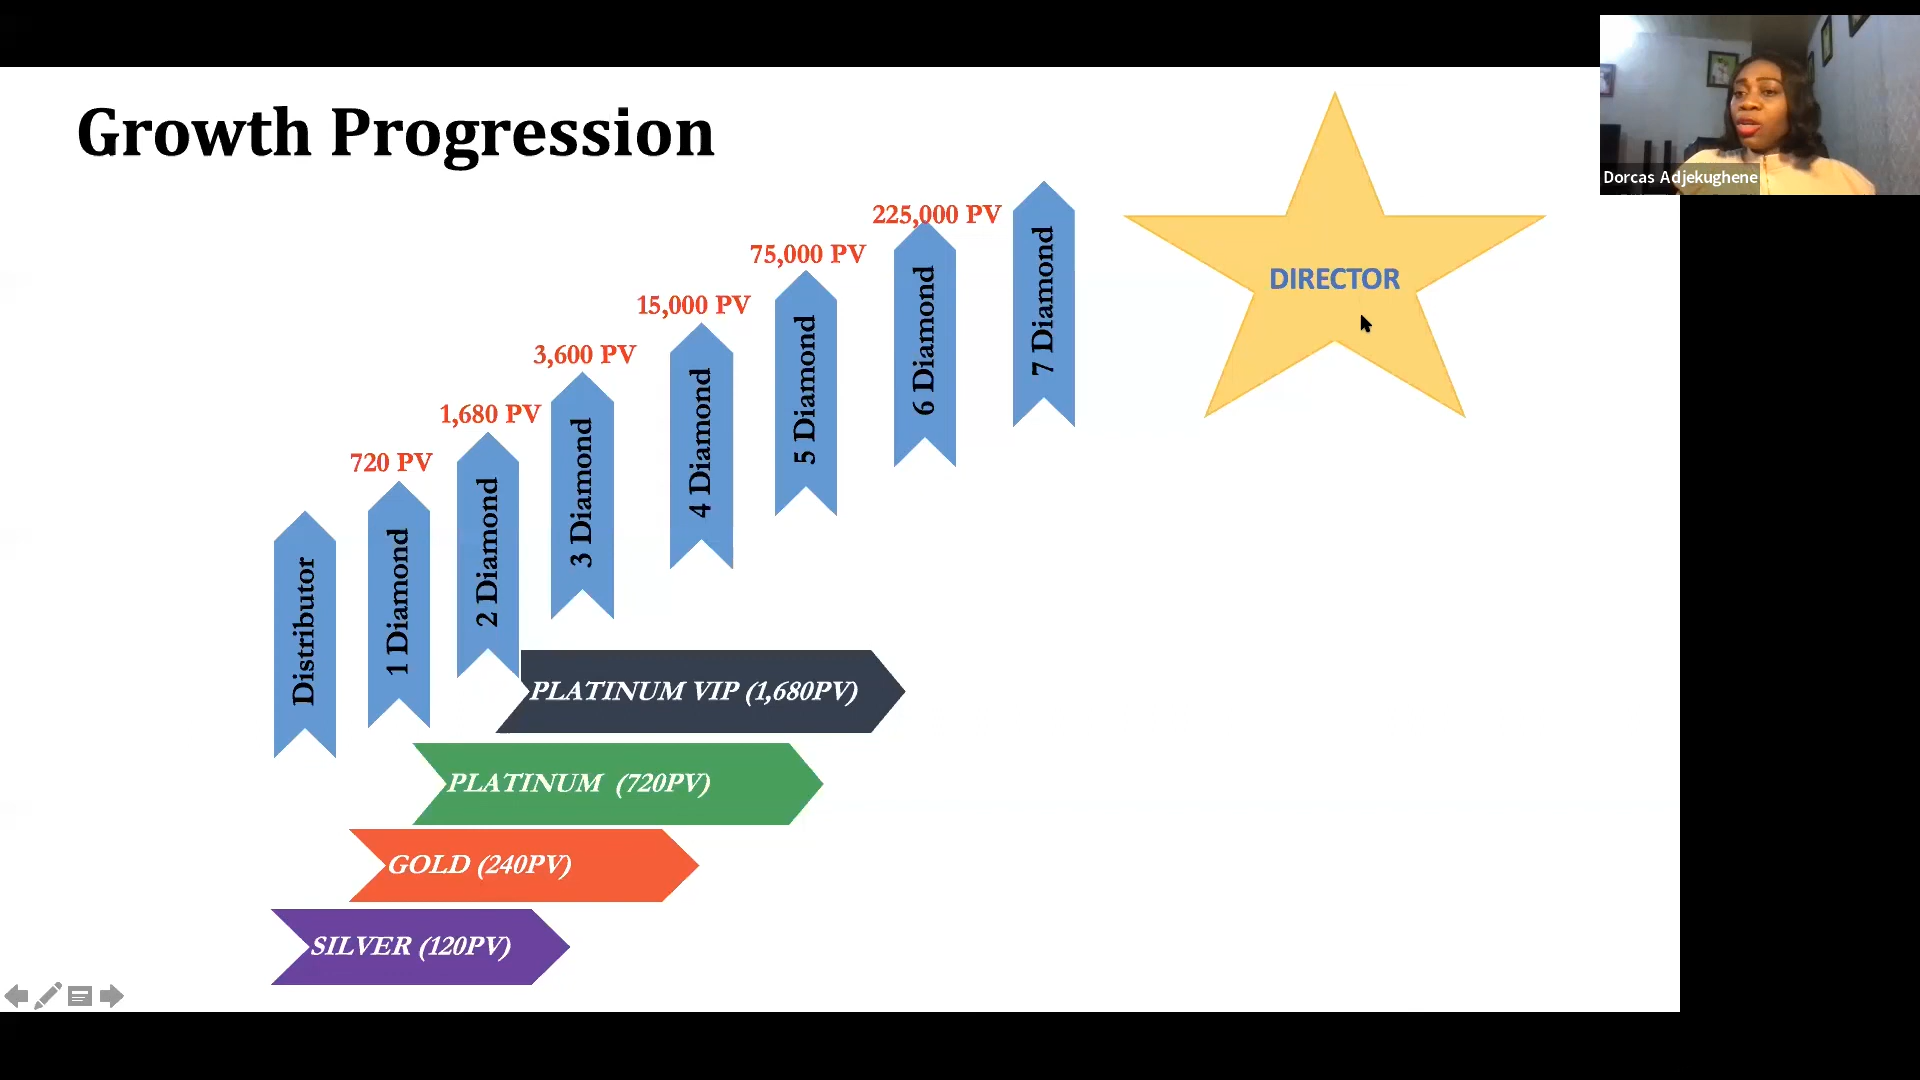 Growth Progression
Dorcas Adjekughene
225,000 PV
75,000 PV
15,000 PV
3,600 PV
1,680 PV
720 PV
Distributor
1 Diamond
2 Diamond
3 Diamond
4 Diamond
5 Diamond
6 Diamond
7 Diamond
DIRECTOR
PLATINUM VIP (1,680PV)
PLATINUM (720PV)
GOLD (240PV)
SILVER (120PV)